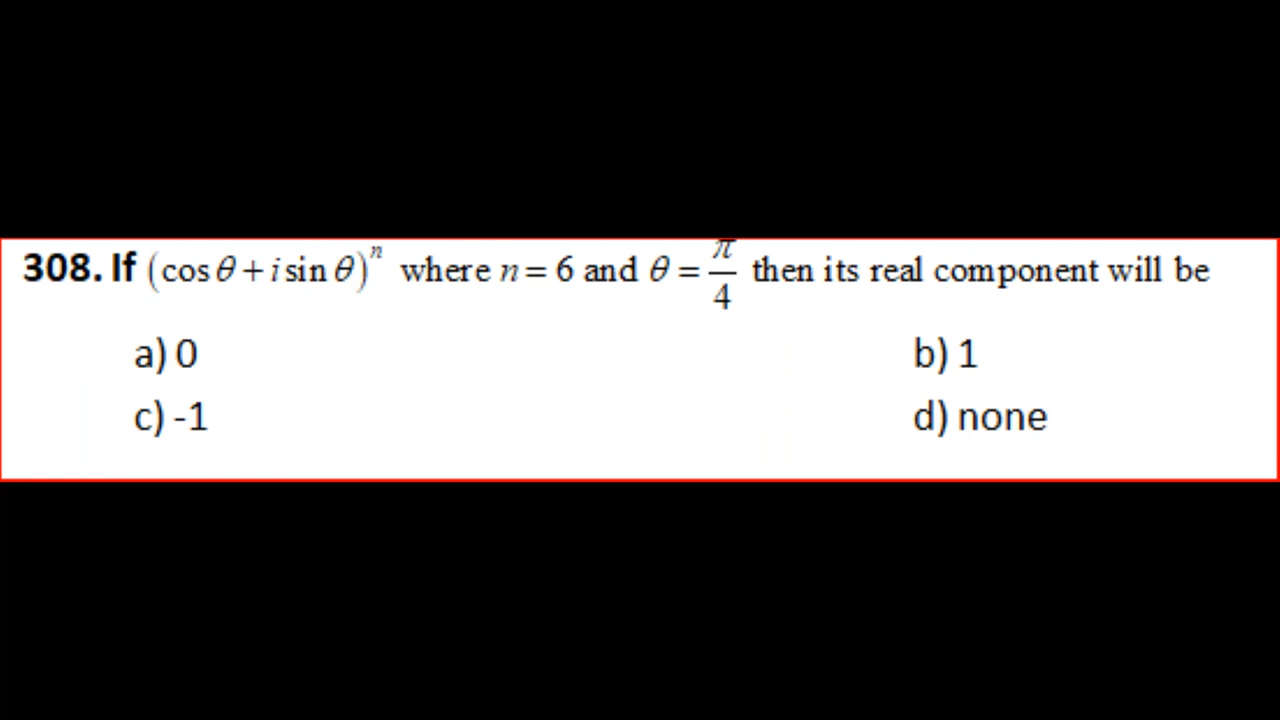 308. If (cos θ + i sin θ)ⁿ where n = 6 and θ = π/4 then its real component will be
a) 0 b) 1
c) -1 d) none